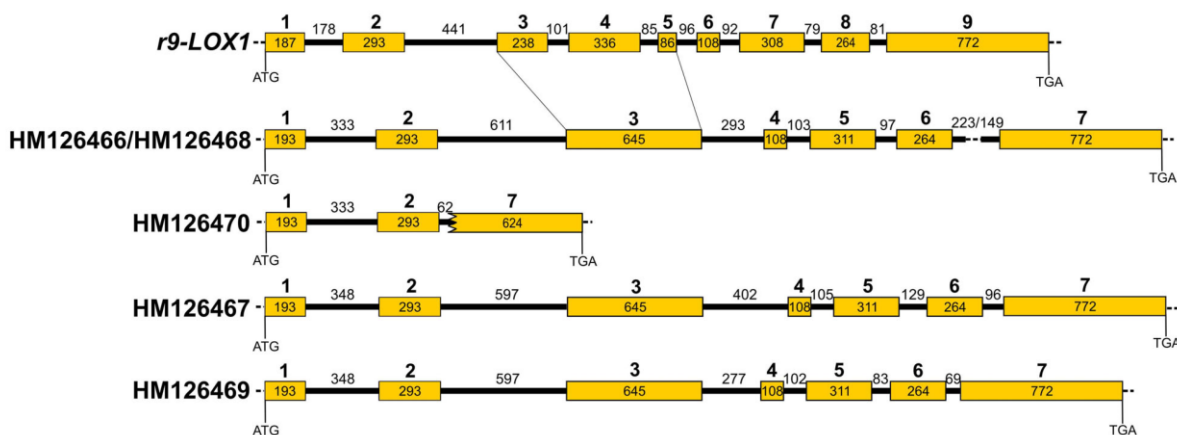 1 2 3 4 5 6 7 8 9
178 441 101 85 96 92 79 81
r9-LOX1 187 293 238 336 86 108 308 264 772
ATG TGA
1 2 3 4 5 6 7
333 611 293 103 97 223/149
HM126466/HM126468 193 293 645 108 311 264 772
ATG TGA
1 2 7
333 62
HM126470 193 293 624
ATG TGA
1 2 3 4 5 6 7
348 597 402 105 129 96
HM126467 193 293 645 108 311 264 772
ATG TGA
1 2 3 4 5 6 7
348 597 277 102 83 69
HM126469 193 293 645 108 311 264 772
ATG TGA